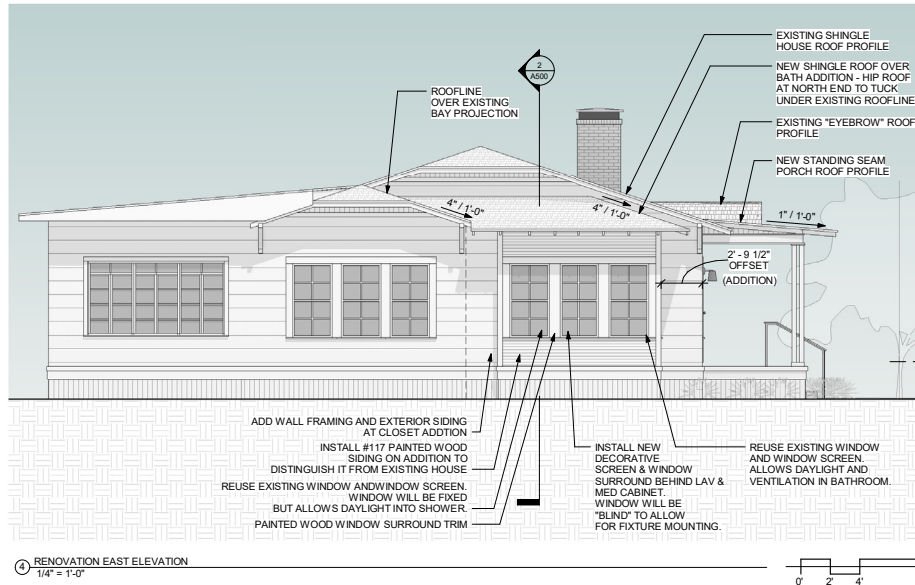 EXISTING SHINGLE
HOUSE ROOF PROFILE
2
A500
NEW SHINGLE ROOF OVER
BATH ADDITION - HIP ROOF
AT NORTH END TO TUCK
UNDER EXISTING ROOFLINE
ROOFLINE
OVER EXISTING
BAY PROJECTION
EXISTING "EYEBROW" ROOF
PROFILE
NEW STANDING SEAM
PORCH ROOF PROFILE
4" / 1'-0"
4" / 1'-0"
1" / 1'-0"
2' - 9 1/2"
OFFSET
(ADDITION)
ADD WALL FRAMING AND EXTERIOR SIDING
AT CLOSET ADDTION
INSTALL #117 PAINTED WOOD
SIDING ON ADDITION TO
DISTINGUISH IT FROM EXISTING HOUSE
REUSE EXISTING WINDOW ANDWINDOW SCREEN.
WINDOW WILL BE FIXED
BUT ALLOWS DAYLIGHT INTO SHOWER.
PAINTED WOOD WINDOW SURROUND TRIM
INSTALL NEW
DECORATIVE
SCREEN & WINDOW
SURROUND BEHIND LAV &
MED CABINET.
WINDOW WILL BE
"BLIND" TO ALLOW
FOR FIXTURE MOUNTING.
REUSE EXISTING WINDOW
AND WINDOW SCREEN.
ALLOWS DAYLIGHT AND
VENTILATION IN BATHROOM.
4
RENOVATION EAST ELEVATION
1/4" = 1'-0"
0' 2' 4'